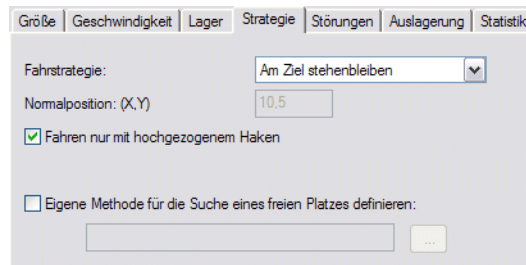 Größe Geschwindigkeit Lager Strategie Störungen Auslagerung Statistik
Fahrstrategie: Am Ziel stehenbleiben
Normalposition: (X,Y) 10,5
Fahren nur mit hochgezogenem Haken
Eigene Methode für die Suche eines freien Platzes definieren:
...